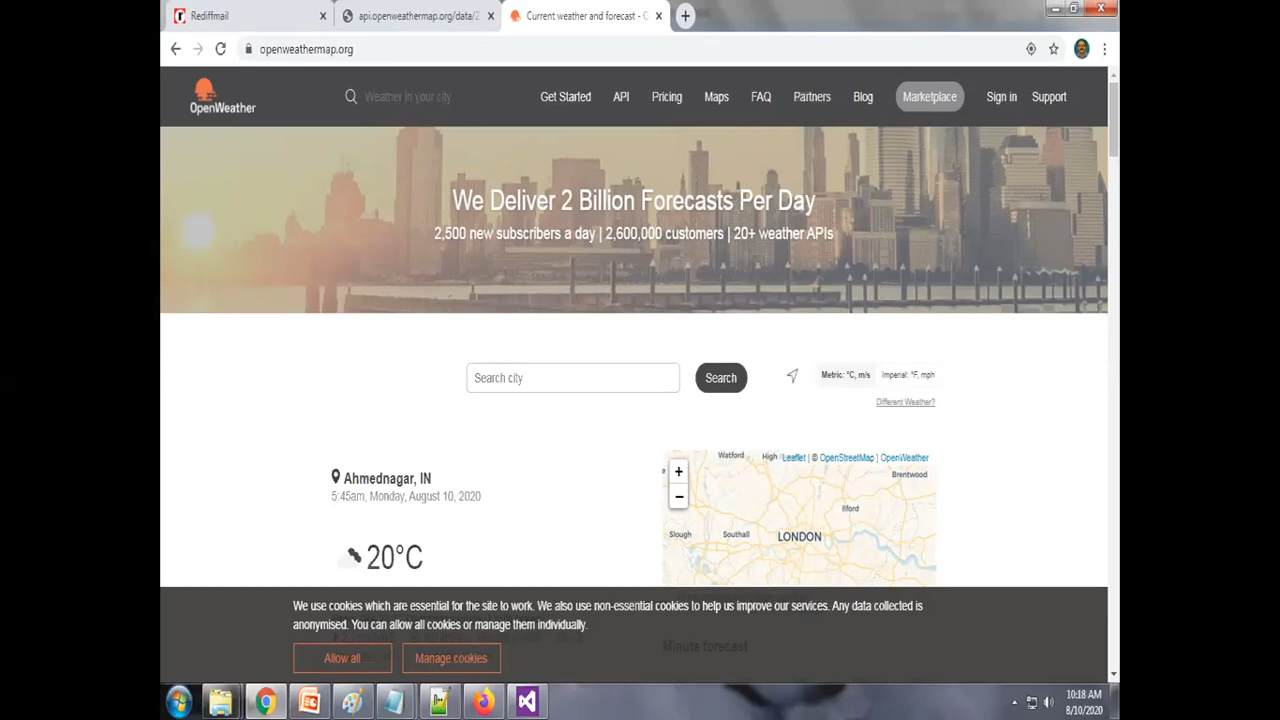 Rediffmail
api.openweathermap.org/data/2
Current weather and forecast - O
openweathermap.org
OpenWeather
Weather in your city
Get Started
API
Pricing
Maps
FAQ
Partners
Blog
Marketplace
Sign in
Support
We Deliver 2 Billion Forecasts Per Day
2,500 new subscribers a day | 2,600,000 customers | 20+ weather APIs
Search city
Search
Metric: °C, m/s
Imperial: °F, mph
Different Weather?
Ahmednagar, IN
5:45am, Monday, August 10, 2020
20°C
+
−
Watford
High
Leaflet | © OpenStreetMap | OpenWeather
Brentwood
Ilford
Slough
Southall
LONDON
We use cookies which are essential for the site to work. We also use non-essential cookies to help us improve our services. Any data collected is
anonymised. You can allow all cookies or manage them individually.
Minute forecast
Allow all
Manage cookies
10:18 AM
8/10/2020